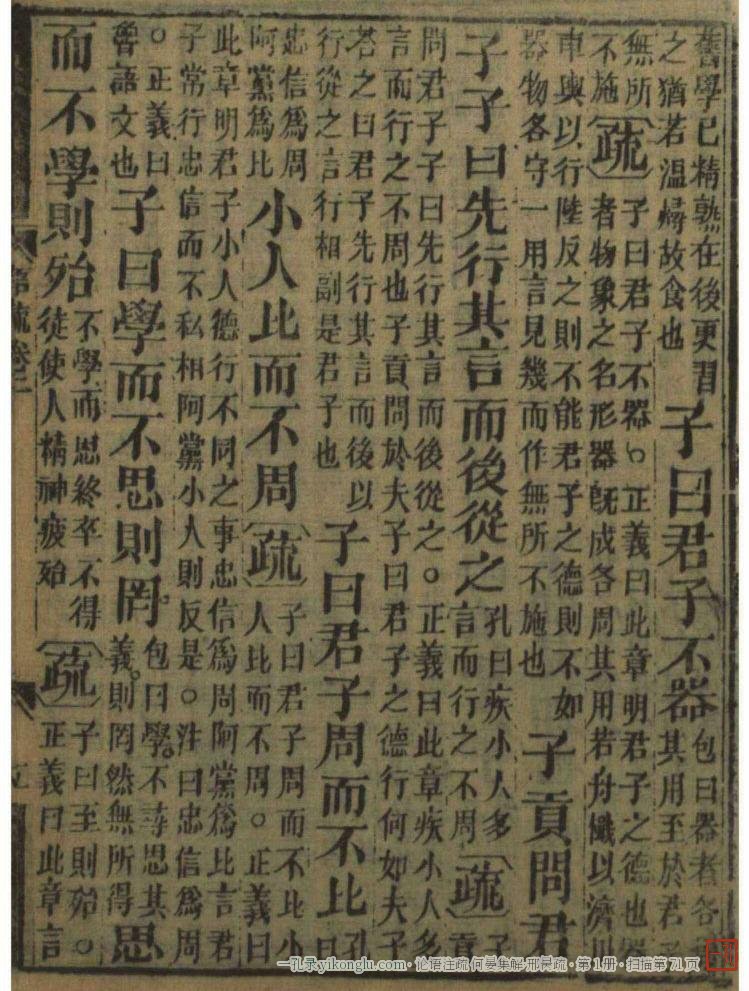 舊學已精熟在後更習
之猶若溫燖故食也
子曰君子不器
包曰器者各
其用至於君子
無所
不施
疏
子曰君子不器。○正義曰此章明君子之德也器
者物象之名形器既成各周其用若舟檝以濟川
車輿以行陸反之則不能君子之德則不如
器物各守一用言見幾而作無所不施也
子貢問君
子子曰先行其言而後從之
孔曰疾小人多
言而行之不周
疏
子
貢
問君子子曰先行其言而後從之。正義曰此章疾小人多
言而行之不周也子貢問於夫子曰君子之德行何如夫子
荅之曰君子先行其言而後以
行從之言行相副是君子也
子曰君子周而不比
孔
曰
忠信爲周
阿黨爲比
小人比而不周
疏
子曰君子周而不比小
人比而不周。正義曰
此章明君子小人德行不同之事忠信爲周阿黨爲比言君
子常行忠信而不私相阿黨小人則反是。注曰忠信爲周
。正義曰
魯語文也
子曰學而不思則罔
包曰學不尋思其
義則罔然無所得
思
而不學則殆
不學而思終卒不得
徒使人精神疲殆
疏
子曰至則殆。
正義曰此章言
語疏卷二
五
一孔录yikonglu.com·论语注疏·何晏集解·邢昺疏·第1册·扫描第71页